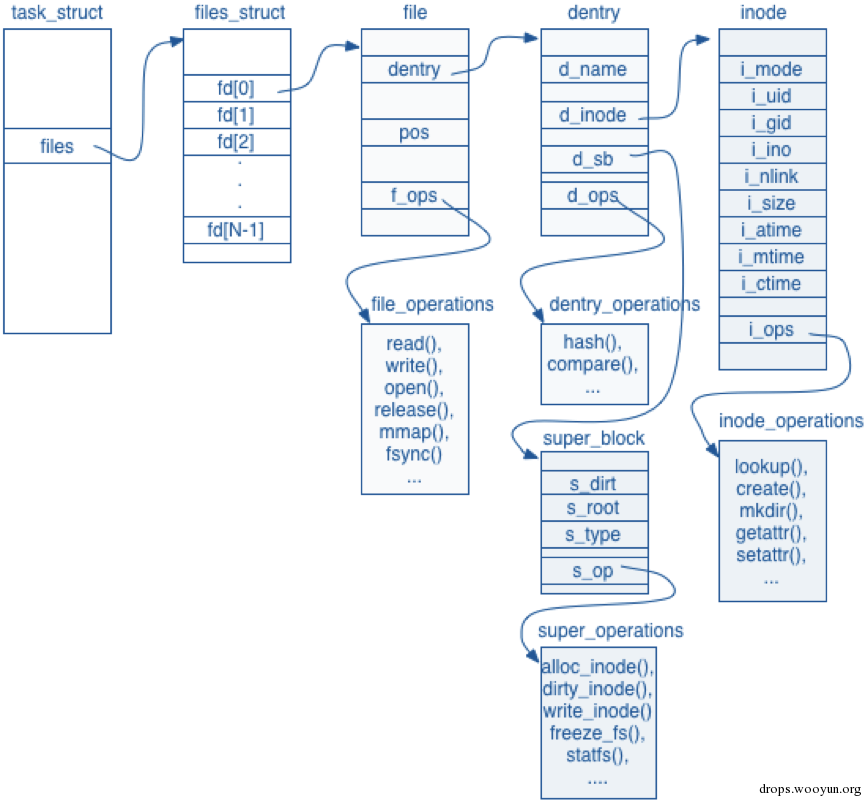 task_struct
files
files_struct
fd[0]
fd[1]
fd[2]
.
.
.
fd[N-1]
file
dentry
pos
f_ops
file_operations
read(),
write(),
open(),
release(),
mmap(),
fsync()
...
dentry
d_name
d_inode
d_sb
d_ops
dentry_operations
hash(),
compare(),
...
super_block
s_dirt
s_root
s_type
s_op
super_operations
alloc_inode(),
dirty_inode(),
write_inode()
freeze_fs(),
statfs(),
....
inode
i_mode
i_uid
i_gid
i_ino
i_nlink
i_size
i_atime
i_mtime
i_ctime
i_ops
inode_operations
lookup(),
create(),
mkdir(),
getattr(),
setattr(),
...
drops.wooyun.org